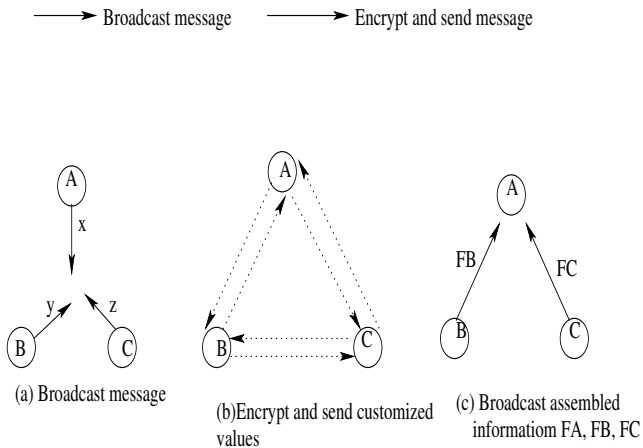 Broadcast message
Encrypt and send message
A
x
y
z
B
C
(a) Broadcast message
A
B
C
(b)Encrypt and send customized
values
A
FB
FC
B
C
(c) Broadcast assembled
information FA, FB, FC